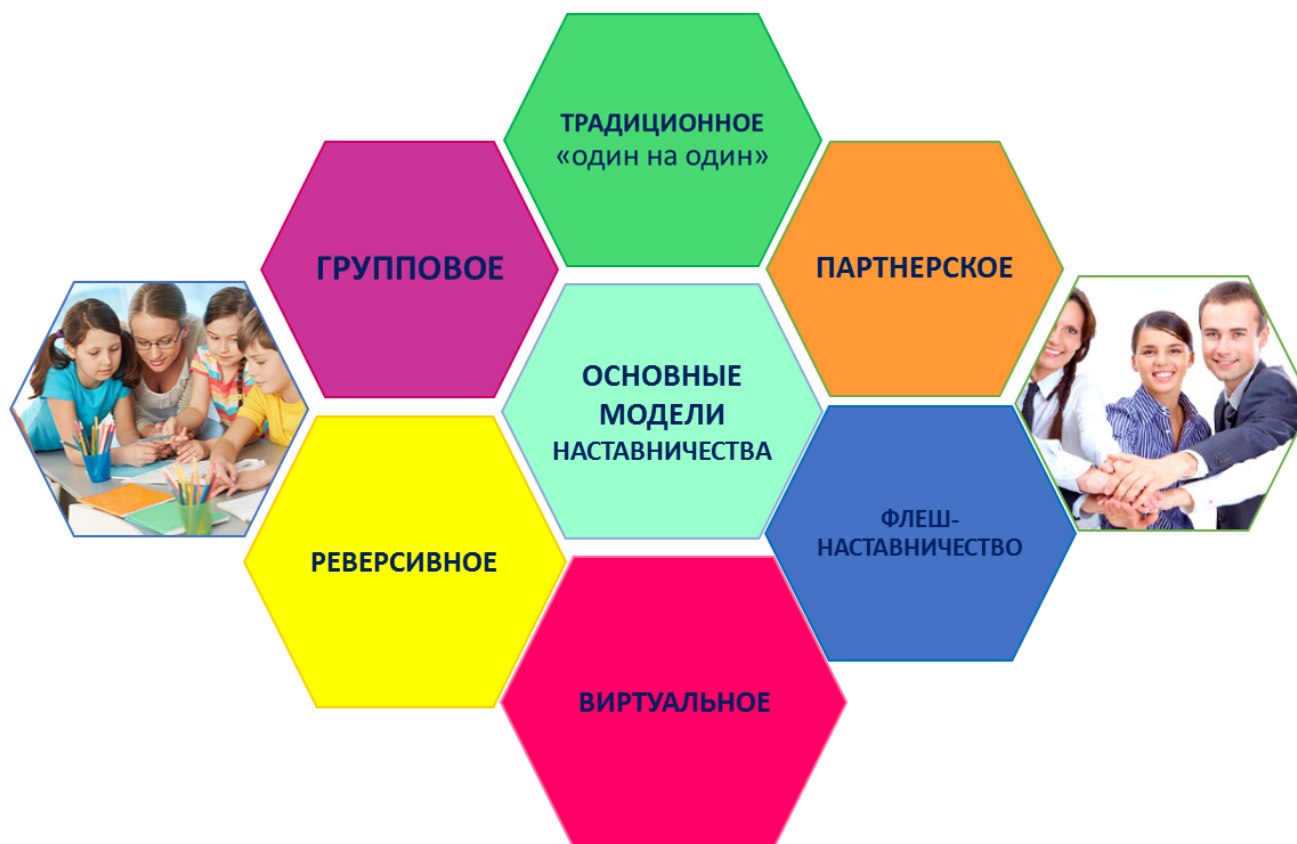 ТРАДИЦИОННОЕ
«один на один»
ГРУППОВОЕ
ПАРТНЕРСКОЕ
ОСНОВНЫЕ
МОДЕЛИ
НАСТАВНИЧЕСТВА
РЕВЕРСИВНОЕ
ФЛЕШ-
НАСТАВНИЧЕСТВО
ВИРТУАЛЬНОЕ